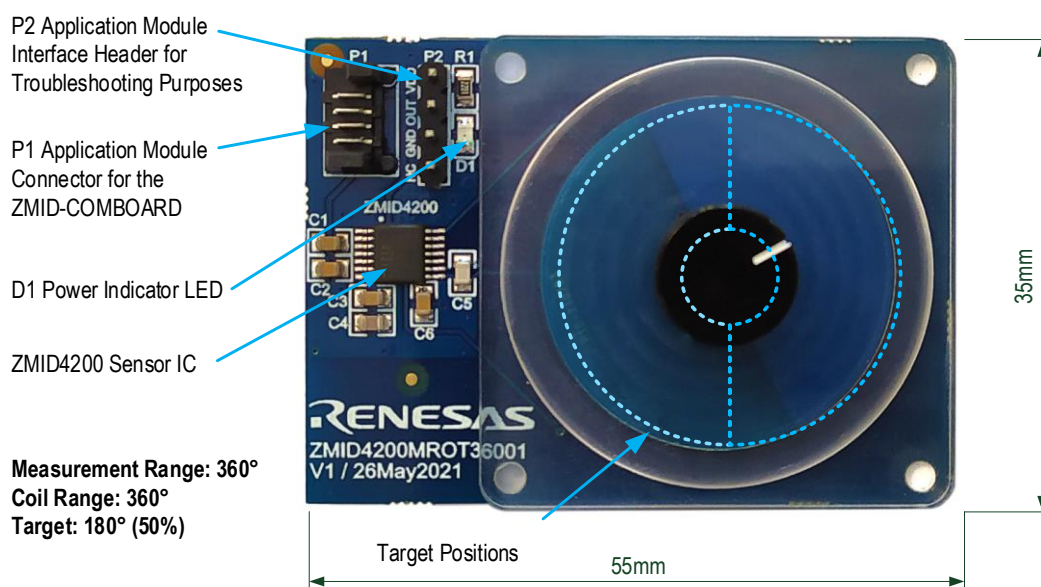 P2 Application Module
Interface Header for
Troubleshooting Purposes
P1 Application Module
Connector for the
ZMID-COMBOARD
D1 Power Indicator LED
ZMID4200 Sensor IC
Measurement Range: 360°
Coil Range: 360°
Target: 180° (50%)
P1
P2
R1
VDD
OUT
GND
NC
D1
ZMID4200
C1
C2
C3
C4
C5
C6
RENESAS
ZMID4200MROT36001
V1 / 26May2021
Target Positions
55mm
35mm